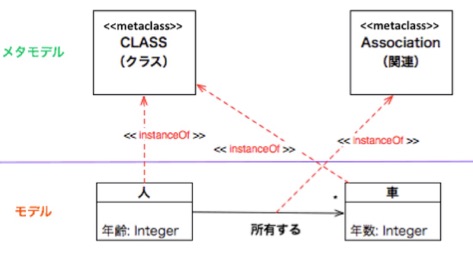 <<metaclass>>
CLASS
（クラス）
<<metaclass>>
Association
（関連）
メタモデル
<< instanceOf >>
<< instanceOf >>
<< instanceOf >>
モデル
人
年齢: Integer
所有する
*
車
年数: Integer